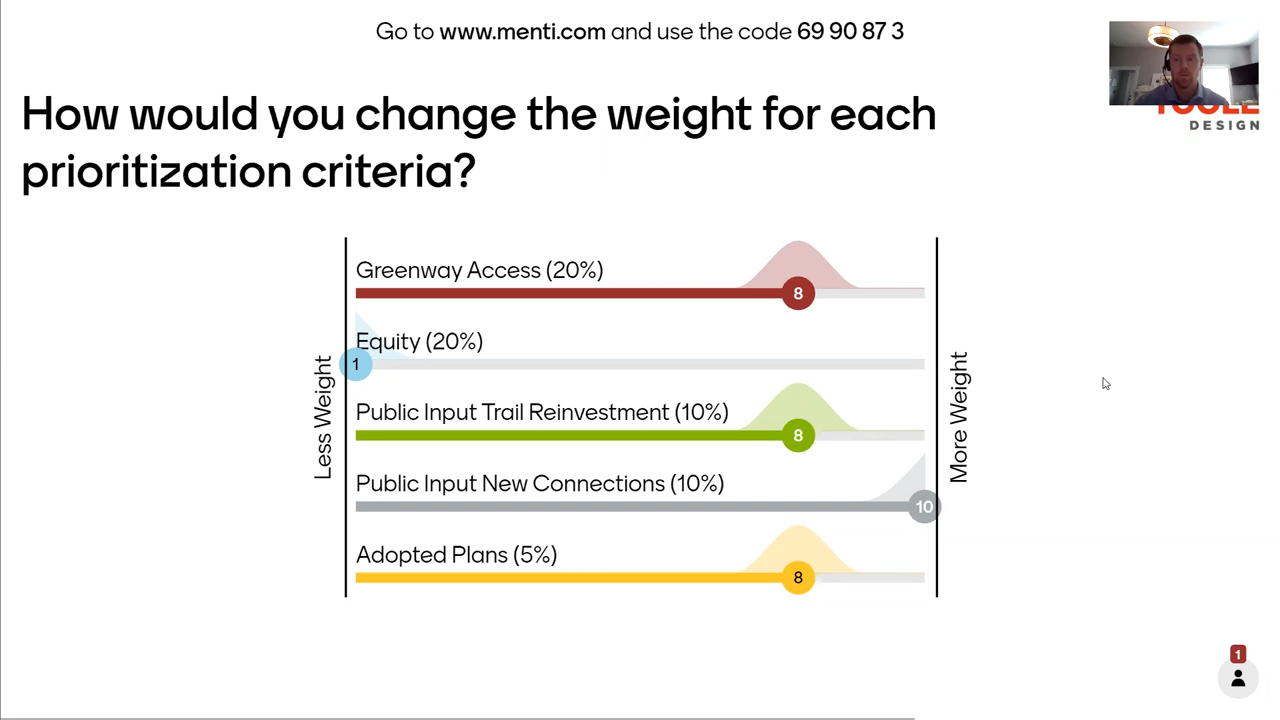 Go to www.menti.com and use the code 69 90 87 3
How would you change the weight for each
prioritization criteria?
DESIGN
Greenway Access (20%)
8
Equity (20%)
1
Public Input Trail Reinvestment (10%)
8
Public Input New Connections (10%)
10
Adopted Plans (5%)
8
Less Weight
More Weight
1